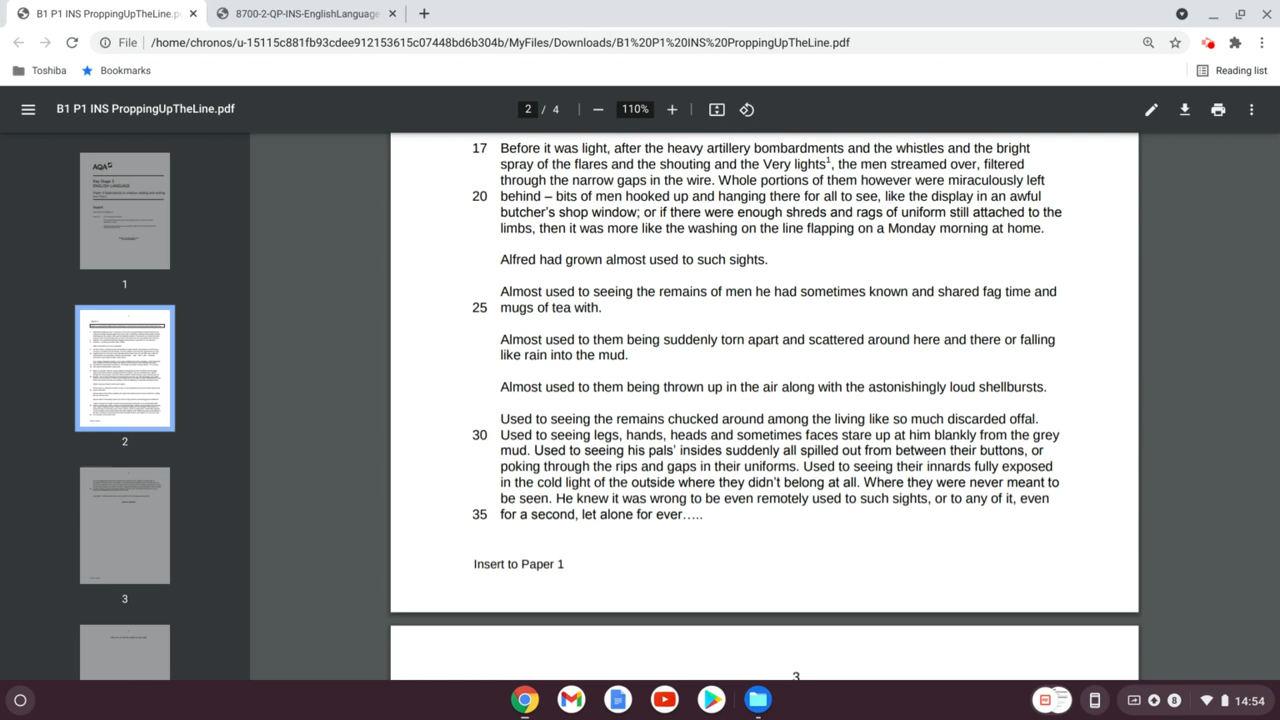 B1 P1 INS ProppingUpTheLine.p
8700-2-QP-INS-EnglishLanguage
File /home/chronos/u-15115c881fb93cdee912153615c07448bd6b304b/MyFiles/Downloads/B1%20P1%20INS%20ProppingUpTheLine.pdf
Toshiba Bookmarks Reading list
B1 P1 INS ProppingUpTheLine.pdf 2 / 4 110%
17 Before it was light, after the heavy artillery bombardments and the whistles and the bright
spray of the flares and the shouting and the Very lights¹, the men streamed over, filtered
through the narrow gaps in the wire. Whole portions of them however were miraculously left
20 behind – bits of men hooked up and hanging there for all to see, like the display in an awful
butcher's shop window; or if there were enough shreds and rags of uniform still attached to the
limbs, then it was more like the washing on the line flapping on a Monday morning at home.
Alfred had grown almost used to such sights.
Almost used to seeing the remains of men he had sometimes known and shared fag time and
25 mugs of tea with.
Almost used to them being suddenly torn apart and scattered around here and there or falling
like rain into the mud.
Almost used to them being thrown up in the air along with the astonishingly loud shellbursts.
Used to seeing the remains chucked around among the living like so much discarded offal.
30 Used to seeing legs, hands, heads and sometimes faces stare up at him blankly from the grey
mud. Used to seeing his pals' insides suddenly all spilled out from between their buttons, or
poking through the rips and gaps in their uniforms. Used to seeing their innards fully exposed
in the cold light of the outside where they didn't belong at all. Where they were never meant to
be seen. He knew it was wrong to be even remotely used to such sights, or to any of it, even
35 for a second, let alone for ever…..
Insert to Paper 1
3
AQA
1
2
3
8 14:54